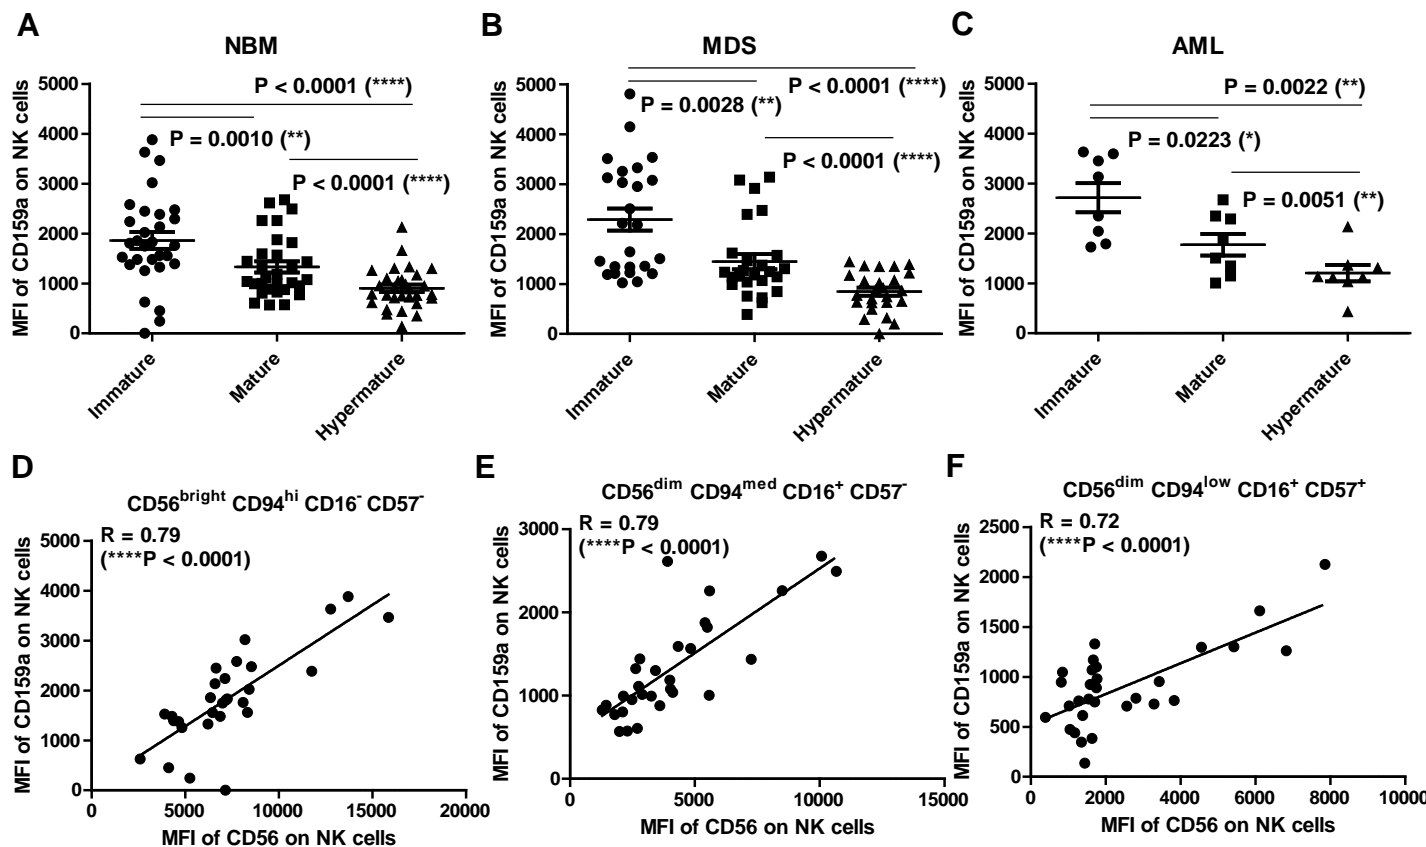 A
NBM
MFI of CD159a on NK cells
5000
4000
3000
2000
1000
0
P < 0.0001 (****)
P = 0.0010 (**)
P < 0.0001 (****)
Immature
Mature
Hypermature
B
MDS
MFI of CD159a on NK cells
5000
4000
3000
2000
1000
0
P < 0.0001 (****)
P = 0.0028 (**)
P < 0.0001 (****)
Immature
Mature
Hypermature
C
AML
MFI of CD159a on NK cells
5000
4000
3000
2000
1000
0
P = 0.0022 (**)
P = 0.0223 (*)
P = 0.0051 (**)
Immature
Mature
Hypermature
D
CD56bright CD94hi CD16- CD57-
R = 0.79
(****P < 0.0001)
MFI of CD159a on NK cells
5000
4000
3000
2000
1000
0
0 5000 10000 15000 20000
MFI of CD56 on NK cells
E
CD56dim CD94med CD16+ CD57-
R = 0.79
(****P < 0.0001)
MFI of CD159a on NK cells
3000
2000
1000
0
0 5000 10000 15000
MFI of CD56 on NK cells
F
CD56dim CD94low CD16+ CD57+
R = 0.72
(****P < 0.0001)
MFI of CD159a on NK cells
2500
2000
1500
1000
500
0
0 2000 4000 6000 8000 10000
MFI of CD56 on NK cells